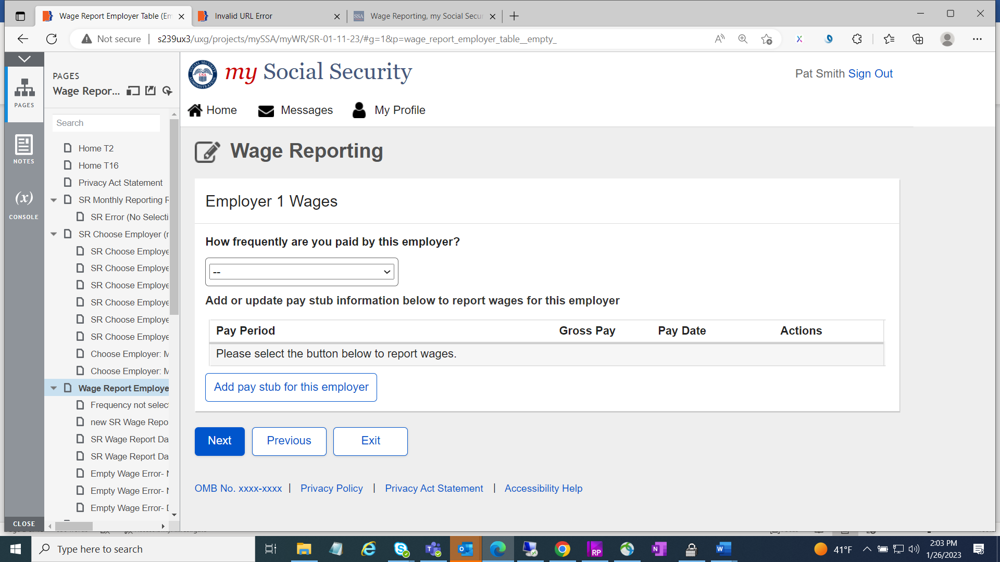 Wage Report Employer Table (Em
Invalid URL Error
SSA Wage Reporting, my Social Secur
Not secure s239ux3/uxg/projects/mySSA/myWR/SR-01-11-23/#g=1&p=wage_report_employer_table__empty_
PAGES
NOTES
CONSOLE
CLOSE
PAGES
Wage Repor...
Search
Home T2
Home T16
Privacy Act Statement
SR Monthly Reporting R
SR Error (No Selecti
SR Choose Employer (r
SR Choose Employe
SR Choose Employe
SR Choose Employe
SR Choose Employe
SR Choose Employe
SR Choose Employe
Choose Employer: M
Choose Employer: M
Wage Report Employe
Frequency not select
new SR Wage Repo
SR Wage Report Da
SR Wage Report Da
Empty Wage Error- N
Empty Wage Error- N
Empty Wage Error- D
my Social Security
Pat Smith Sign Out
Home Messages My Profile
Wage Reporting
Employer 1 Wages
How frequently are you paid by this employer?
--
Add or update pay stub information below to report wages for this employer
Pay Period Gross Pay Pay Date Actions
Please select the button below to report wages.
Add pay stub for this employer
Next Previous Exit
OMB No. xxxx-xxxx | Privacy Policy | Privacy Act Statement | Accessibility Help
Type here to search
41°F
2:03 PM
1/26/2023